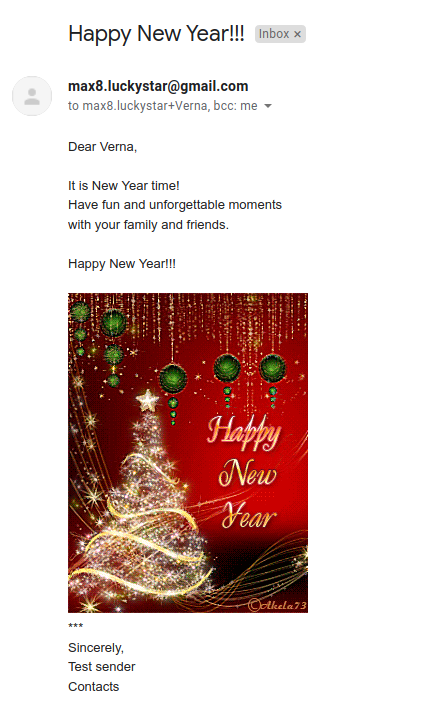 Happy New Year!!! Inbox ×
max8.luckystar@gmail.com
to max8.luckystar+Verna, bcc: me
Dear Verna,
It is New Year time!
Have fun and unforgettable moments
with your family and friends.
Happy New Year!!!
Happy
New
Year
©Akela73
***
Sincerely,
Test sender
Contacts